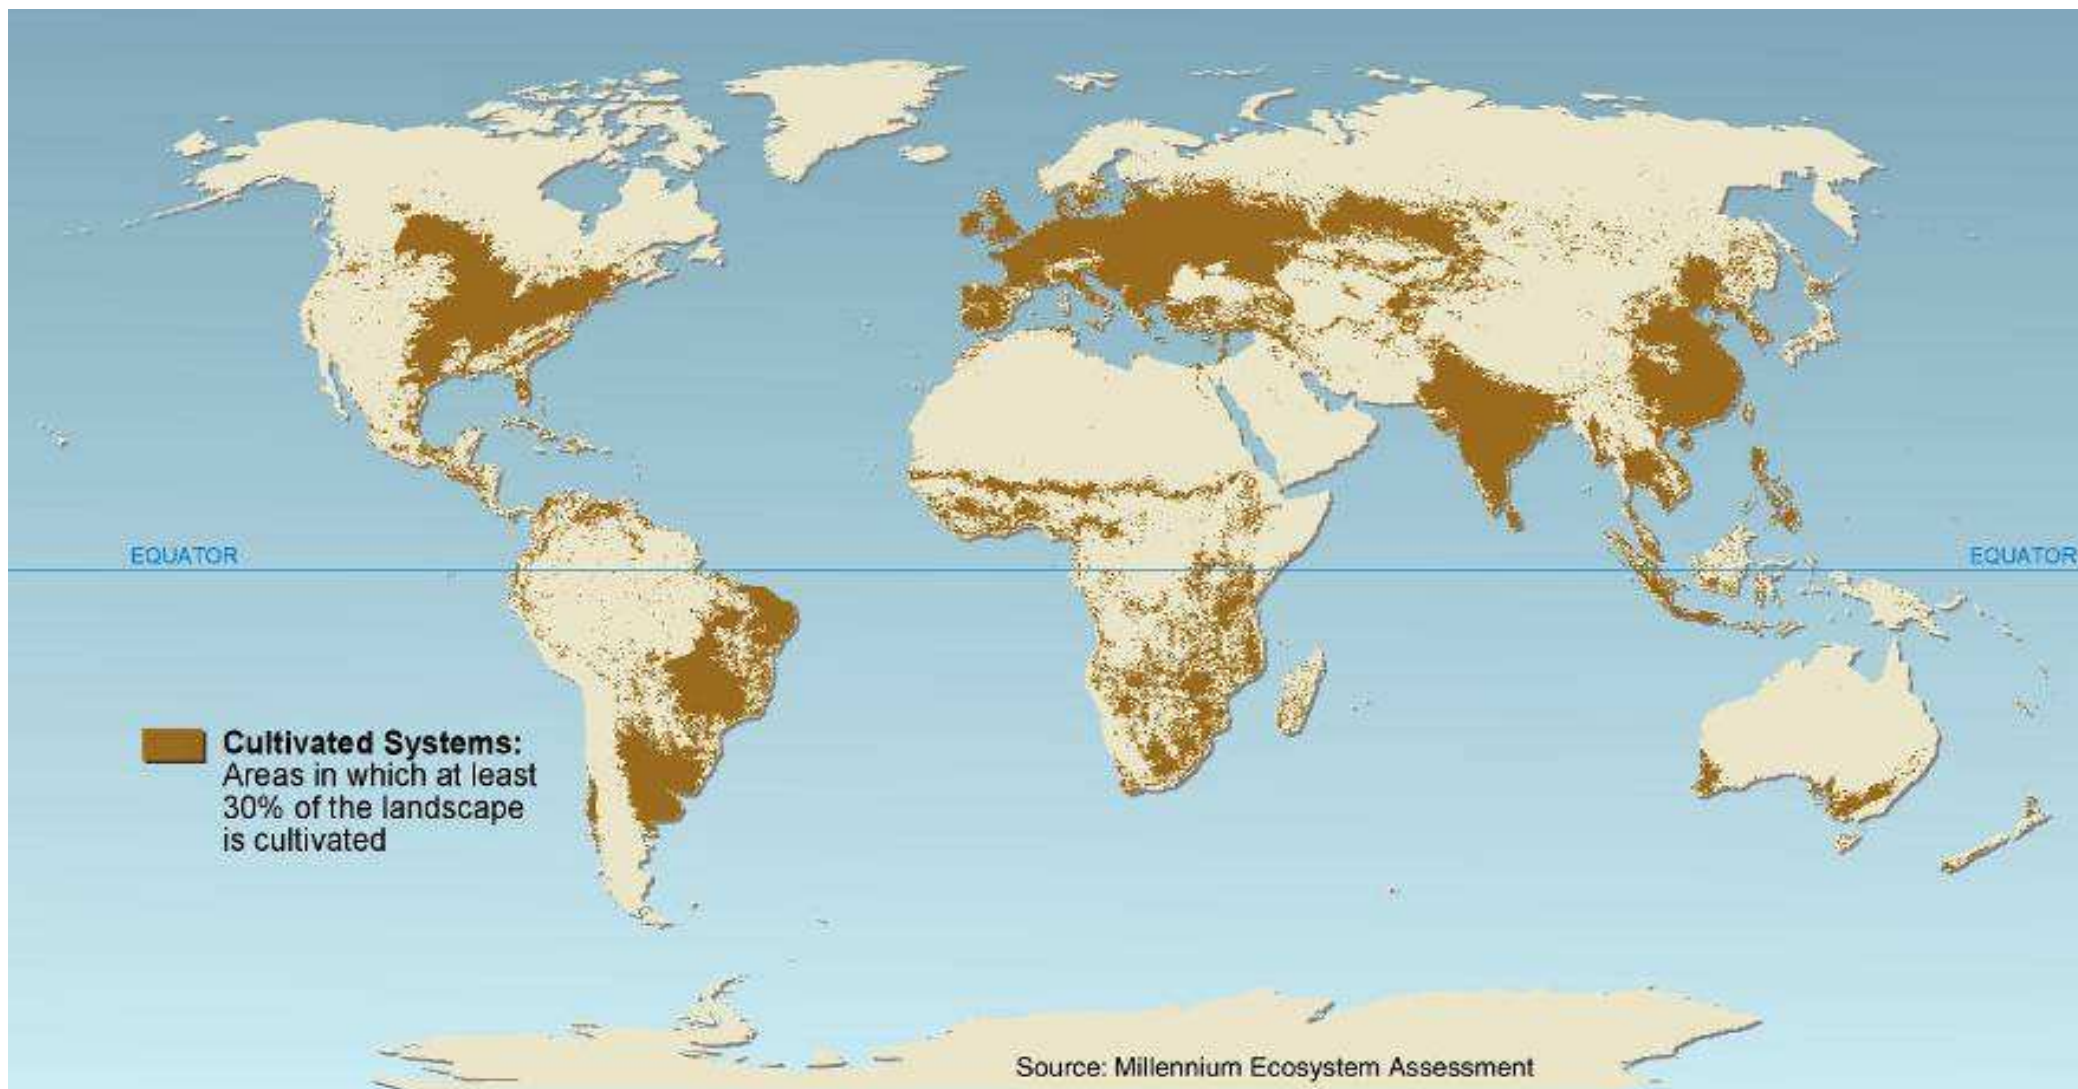 EQUATOR
EQUATOR
Cultivated Systems:
Areas in which at least
30% of the landscape
is cultivated
Source: Millennium Ecosystem Assessment